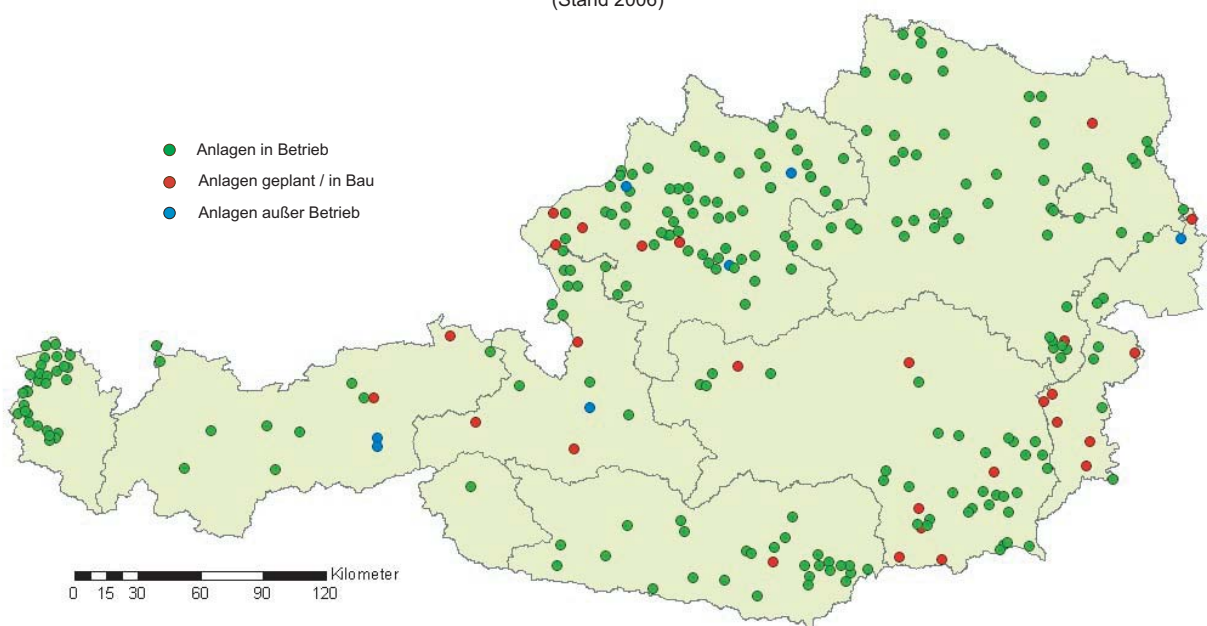 (Stand 2006)
Anlagen in Betrieb
Anlagen geplant / in Bau
Anlagen außer Betrieb
Kilometer
0 15 30 60 90 120